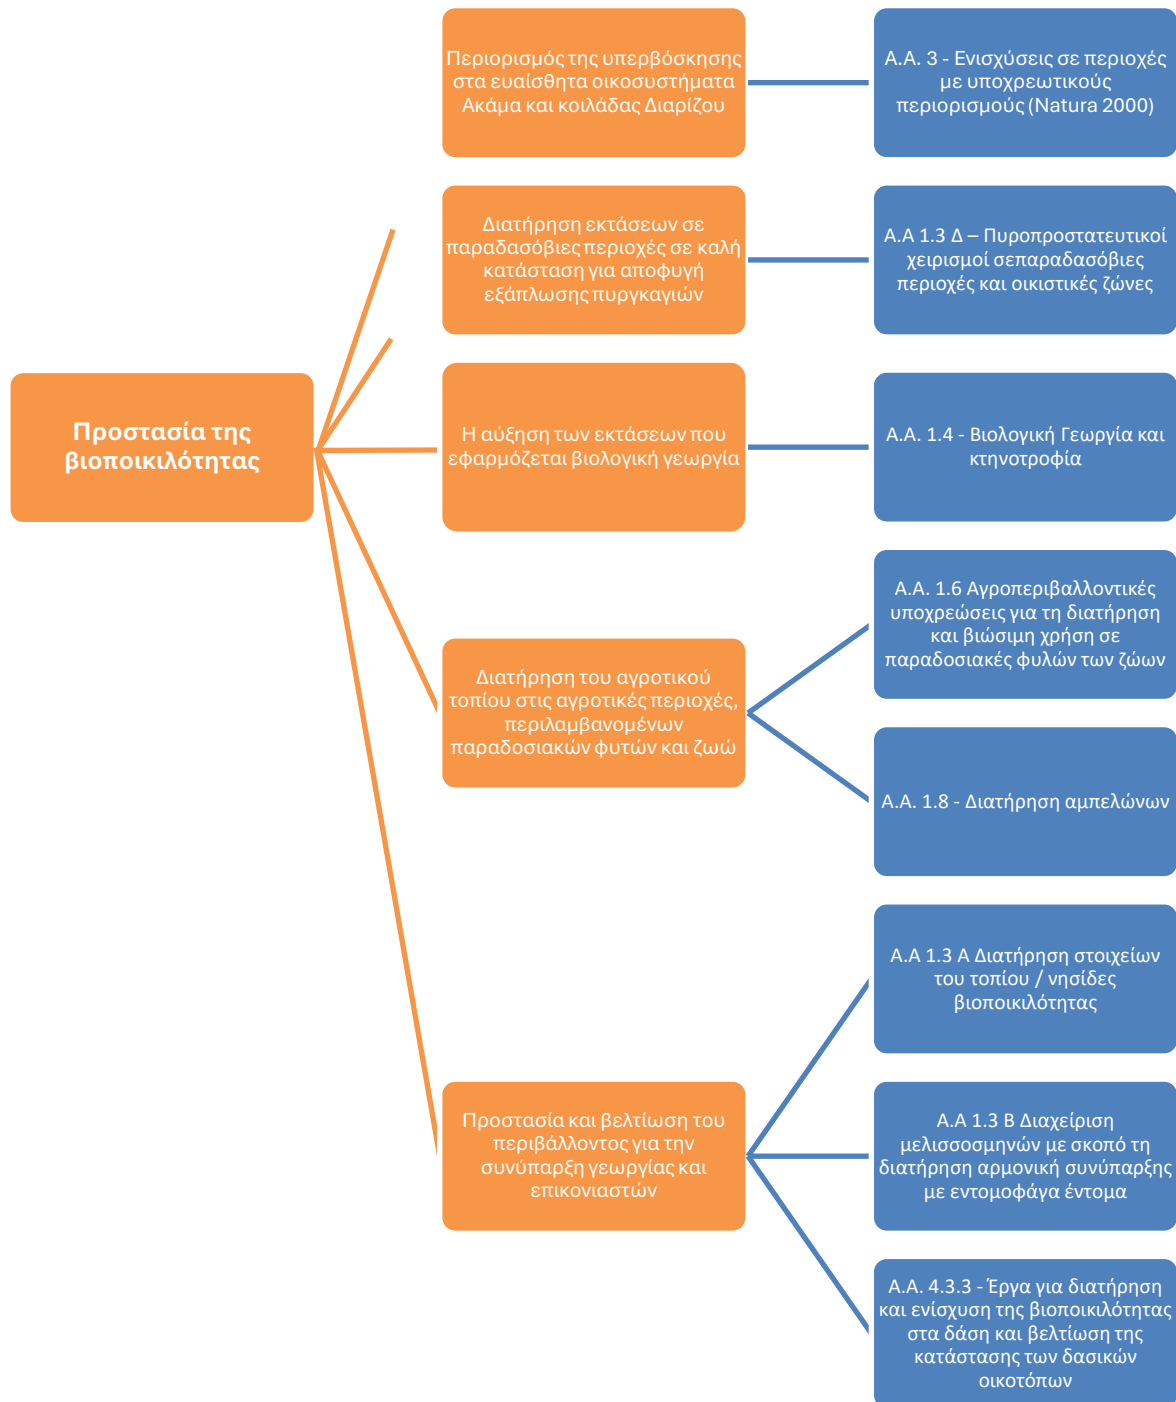 Περιορισμός της υπερβόσκησης
στα ευαίσθητα οικοσυστήματα
Ακάμα και κοιλάδας Διαρίζου
Α.Α. 3 - Ενισχύσεις σε περιοχές
με υποχρεωτικούς
περιορισμούς (Natura 2000)
Διατήρηση εκτάσεων σε
παραδασόβιες περιοχές σε καλή
κατάσταση για αποφυγή
εξάπλωσης πυργκαγιών
Α.Α 1.3 Δ – Πυροπροστατευτικοί
χειρισμοί σεπαραδασόβιες
περιοχές και οικιστικές ζώνες
Προστασία της
βιοποικιλότητας
Η αύξηση των εκτάσεων που
εφαρμόζεται βιολογική γεωργία
Α.Α. 1.4 - Βιολογική Γεωργία και
κτηνοτροφία
Διατήρηση του αγροτικού
τοπίου στις αγροτικές περιοχές,
περιλαμβανομένων
παραδοσιακών φυτών και ζωώ
Α.Α. 1.6 Αγροπεριβαλλοντικές
υποχρεώσεις για τη διατήρηση
και βιώσιμη χρήση σε
παραδοσιακές φυλών των ζώων
Α.Α. 1.8 - Διατήρηση αμπελώνων
Προστασία και βελτίωση του
περιβάλλοντος για την
συνύπαρξη γεωργίας και
επικονιαστών
Α.Α 1.3 Α Διατήρηση στοιχείων
του τοπίου / νησίδες
βιοποικιλότητας
Α.Α 1.3 Β Διαχείριση
μελισσοσμηνών με σκοπό τη
διατήρηση αρμονική συνύπαρξης
με εντομοφάγα έντομα
Α.Α. 4.3.3 - Έργα για διατήρηση
και ενίσχυση της βιοποικιλότητας
στα δάση και βελτίωση της
κατάστασης των δασικών
οικοτόπων